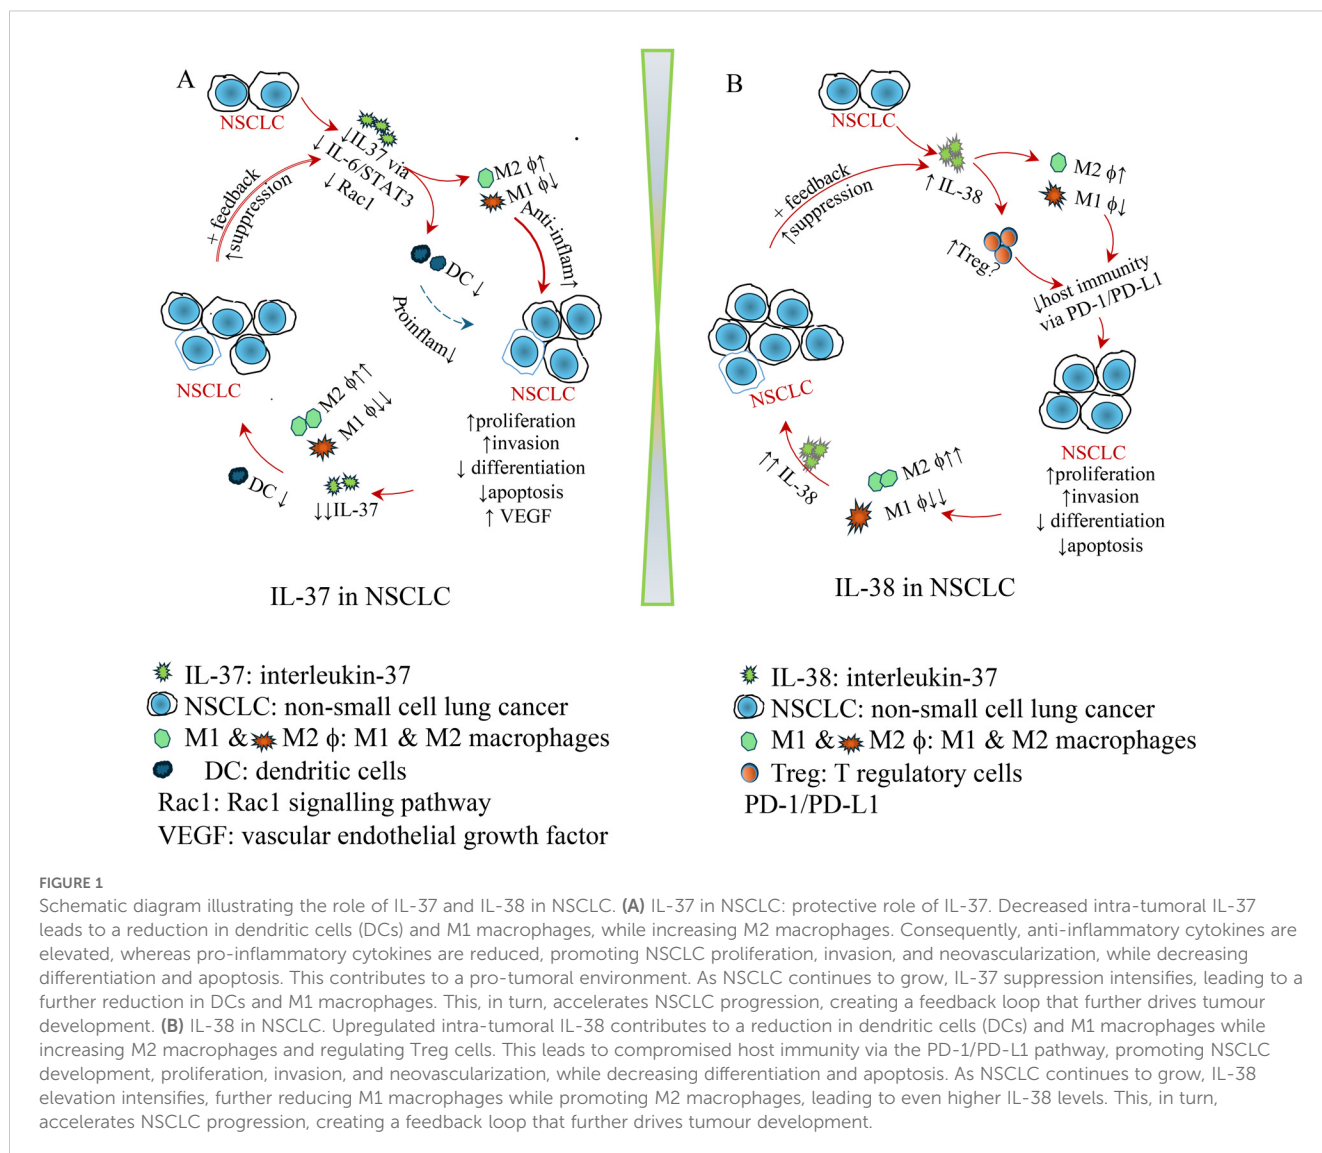 A
NSCLC
↓IL37 via
↓ IL-6/STAT3
↓ Rac1
M2 ϕ↑
M1 ϕ↓
Anti-inflam↑
DC ↓
Proinflam↓
+ feedback
↑suppression
NSCLC
NSCLC
↑proliferation
↑invasion
↓ differentiation
↓apoptosis
↑ VEGF
M2 ϕ↑↑
M1 ϕ↓↓
DC ↓
↓↓IL-37
IL-37 in NSCLC
B
NSCLC
↑ IL-38
M2 ϕ↑
M1 ϕ↓
↑Treg?
↓host immunity
via PD-1/PD-L1
+ feedback
↑suppression
NSCLC
NSCLC
↑proliferation
↑invasion
↓ differentiation
↓apoptosis
↑↑ IL-38
M2 ϕ↑↑
M1 ϕ↓↓
IL-38 in NSCLC
IL-37: interleukin-37
NSCLC: non-small cell lung cancer
M1 & M2 ϕ: M1 & M2 macrophages
DC: dendritic cells
Rac1: Rac1 signalling pathway
VEGF: vascular endothelial growth factor
IL-38: interleukin-37
NSCLC: non-small cell lung cancer
M1 & M2 ϕ: M1 & M2 macrophages
Treg: T regulatory cells
PD-1/PD-L1
FIGURE 1
Schematic diagram illustrating the role of IL-37 and IL-38 in NSCLC. (A) IL-37 in NSCLC: protective role of IL-37. Decreased intra-tumoral IL-37
leads to a reduction in dendritic cells (DCs) and M1 macrophages, while increasing M2 macrophages. Consequently, anti-inflammatory cytokines are
elevated, whereas pro-inflammatory cytokines are reduced, promoting NSCLC proliferation, invasion, and neovascularization, while decreasing
differentiation and apoptosis. This contributes to a pro-tumoral environment. As NSCLC continues to grow, IL-37 suppression intensifies, leading to a
further reduction in DCs and M1 macrophages. This, in turn, accelerates NSCLC progression, creating a feedback loop that further drives tumour
development. (B) IL-38 in NSCLC. Upregulated intra-tumoral IL-38 contributes to a reduction in dendritic cells (DCs) and M1 macrophages while
increasing M2 macrophages and regulating Treg cells. This leads to compromised host immunity via the PD-1/PD-L1 pathway, promoting NSCLC
development, proliferation, invasion, and neovascularization, while decreasing differentiation and apoptosis. As NSCLC continues to grow, IL-38
elevation intensifies, further reducing M1 macrophages while promoting M2 macrophages, leading to even higher IL-38 levels. This, in turn,
accelerates NSCLC progression, creating a feedback loop that further drives tumour development.